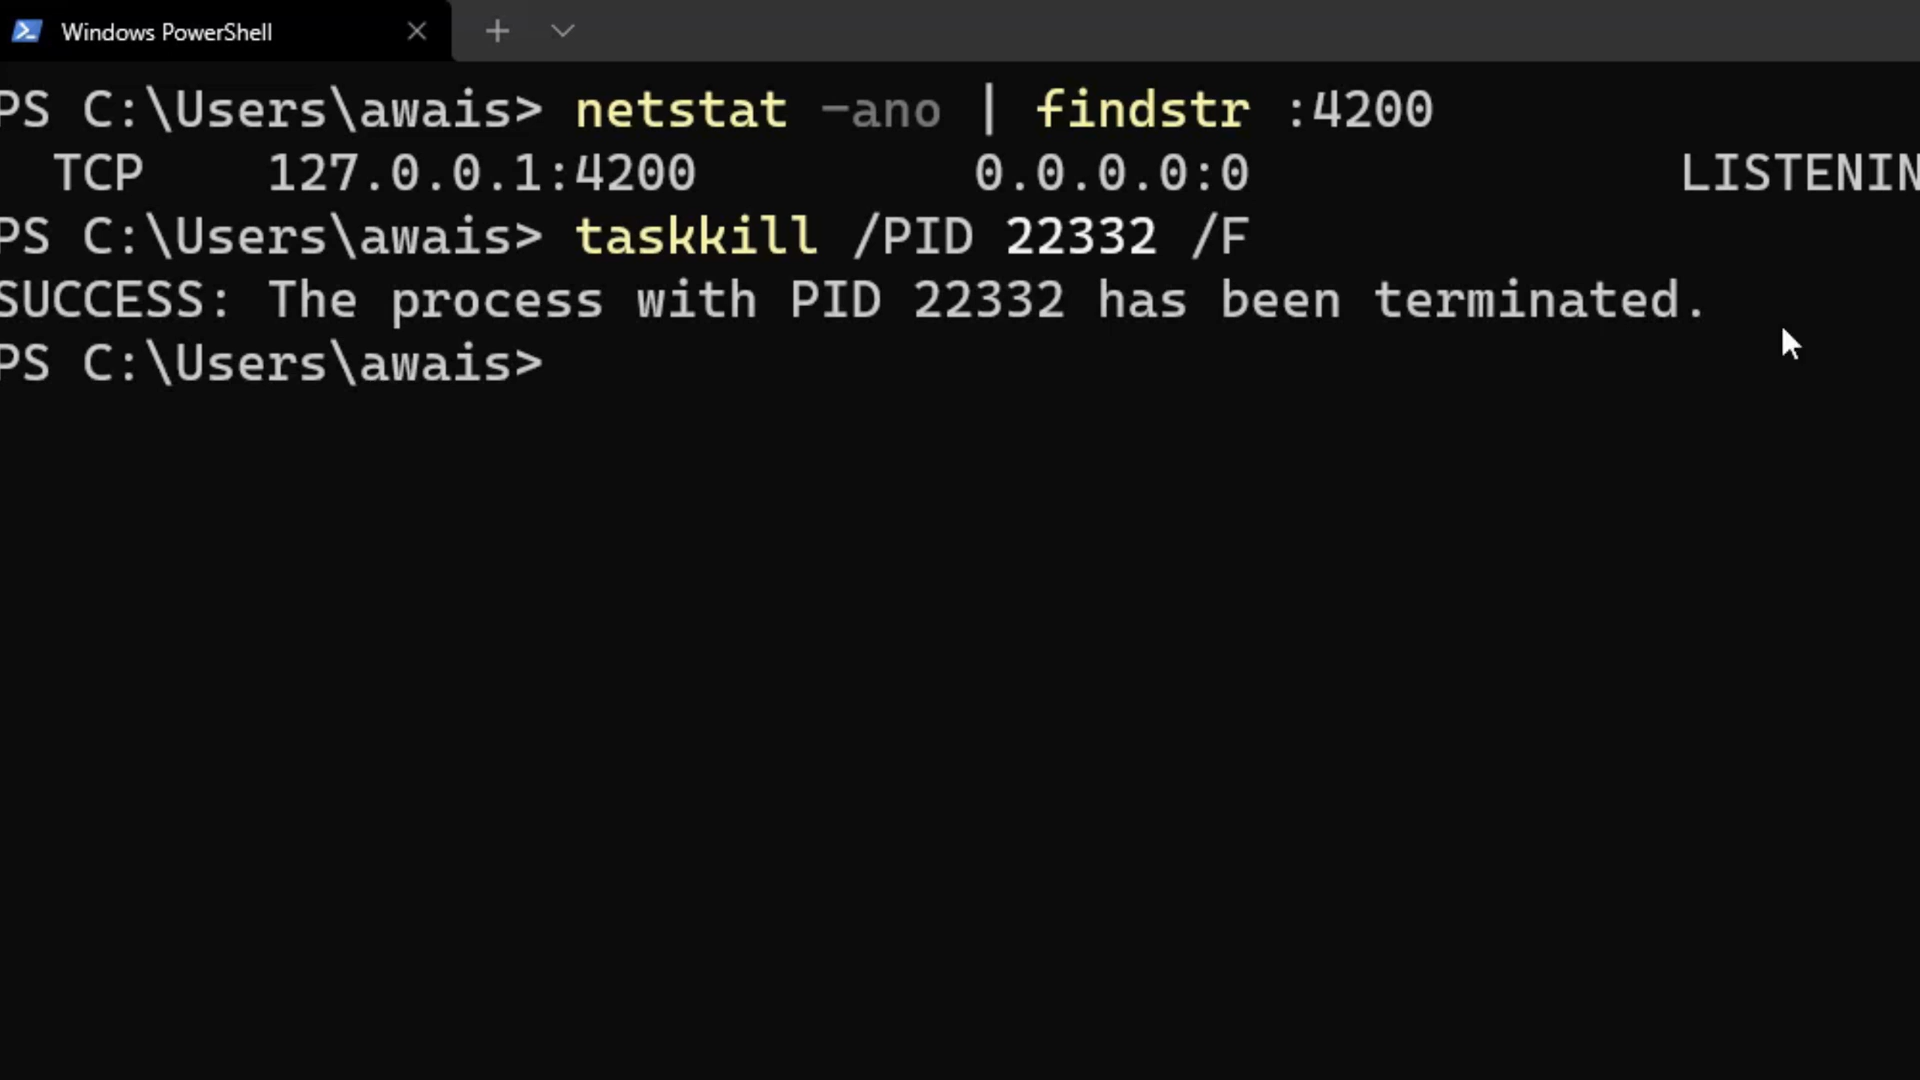 Windows PowerShell
PS C:\Users\awais> netstat -ano | findstr :4200
TCP 127.0.0.1:4200 0.0.0.0:0 LISTENIN
PS C:\Users\awais> taskkill /PID 22332 /F
SUCCESS: The process with PID 22332 has been terminated.
PS C:\Users\awais>